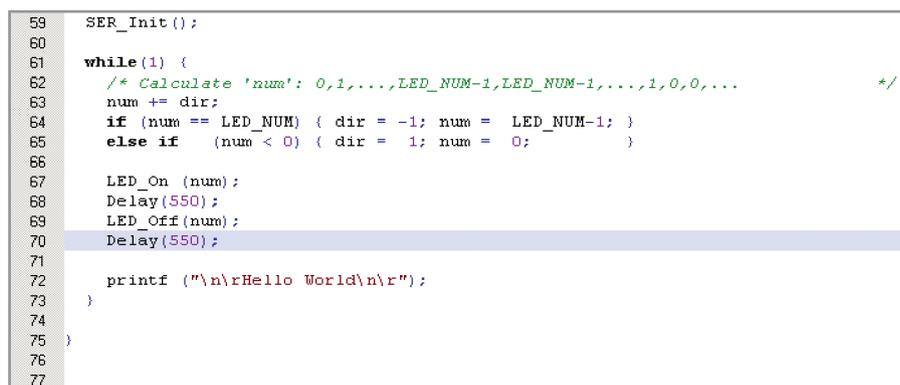 59 SER_Init();
60
61 while(1) {
62 /* Calculate 'num': 0,1,...,LED_NUM-1,LED_NUM-1,...,1,0,0,... */
63 num += dir;
64 if (num == LED_NUM) { dir = -1; num = LED_NUM-1; }
65 else if (num < 0) { dir = 1; num = 0; }
66
67 LED_On (num);
68 Delay(550);
69 LED_Off(num);
70 Delay(550);
71
72 printf ("\n\rHello World\n\r");
73 }
74
75 }
76
77